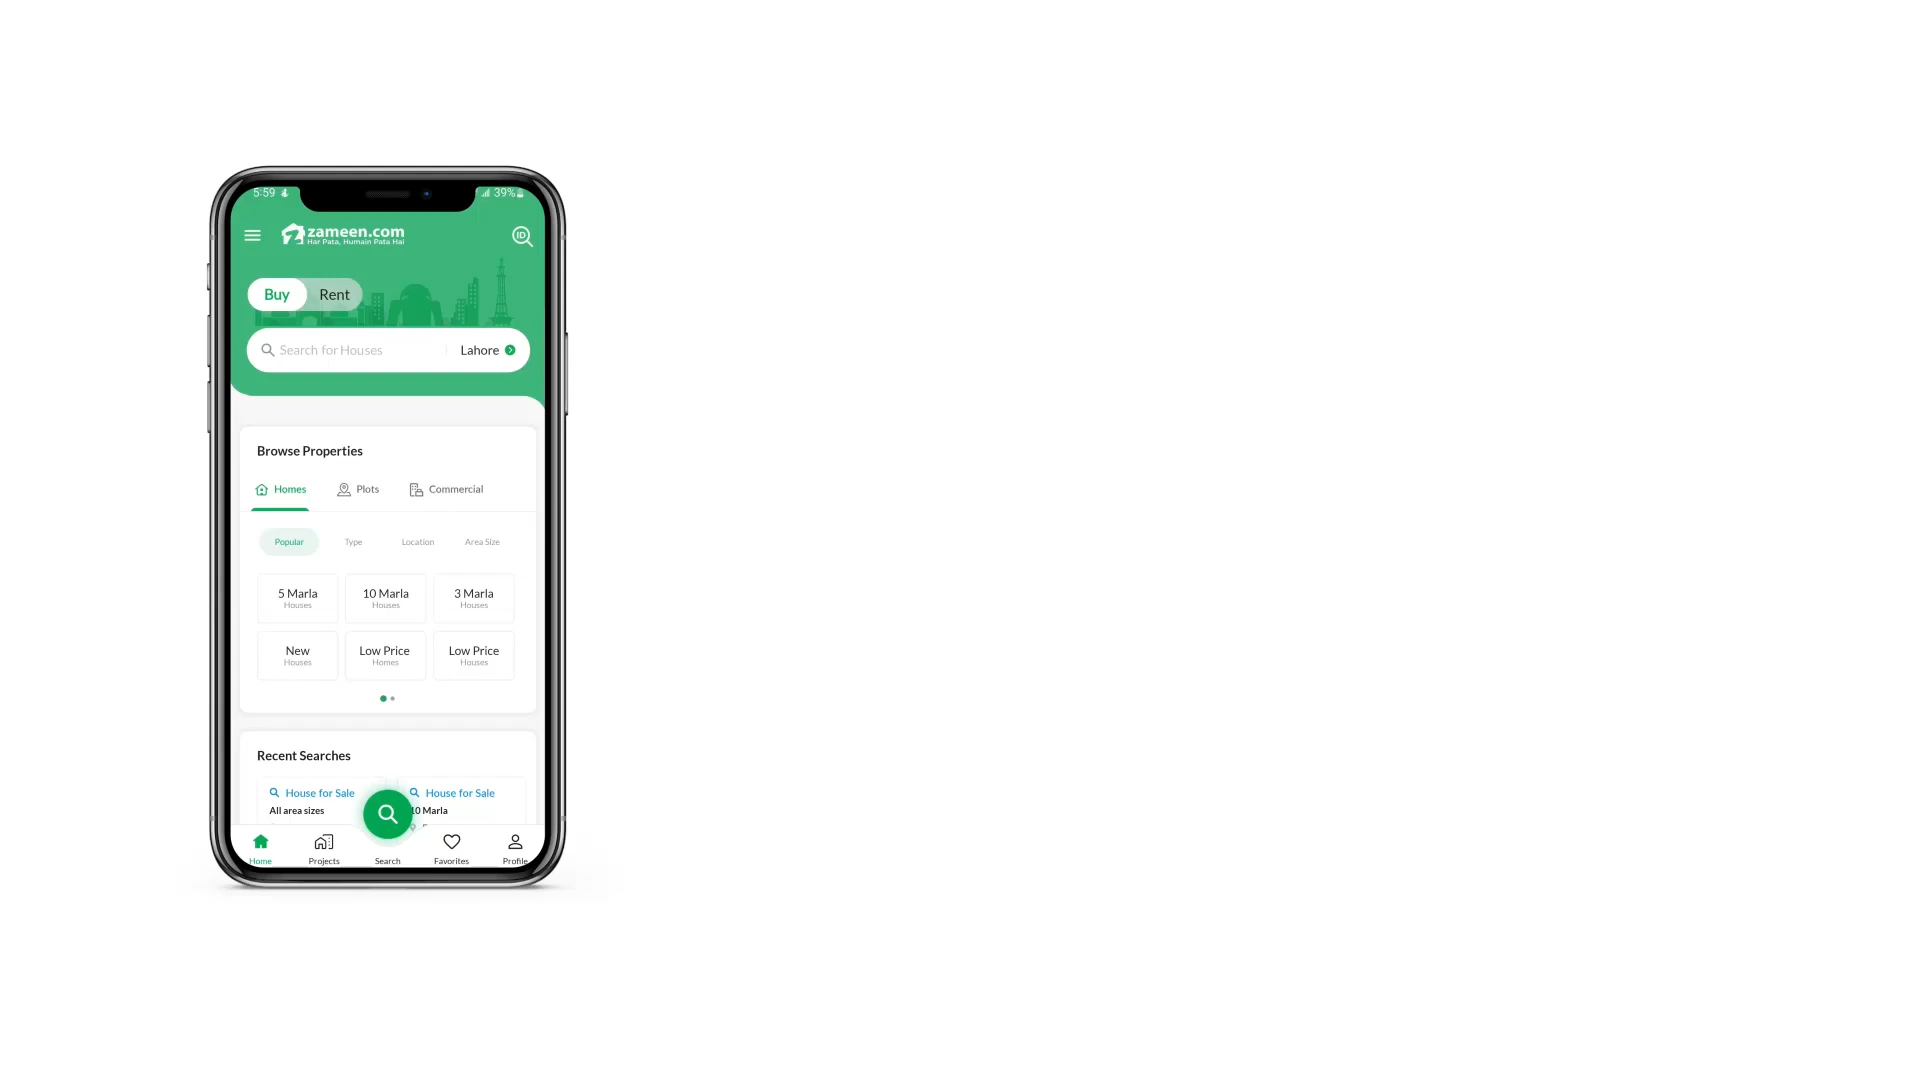 5:59
39%
zameen.com
Har Pata, Humain Pata Hai
ID
Buy Rent
Search for Houses Lahore
Browse Properties
Homes Plots Commercial
Popular Type Location Area Size
5 Marla 10 Marla 3 Marla
Houses Houses Houses
New Low Price Low Price
Houses Homes Houses
Recent Searches
House for Sale House for Sale
All area sizes 10 Marla
Home Projects Search Favorites Profile